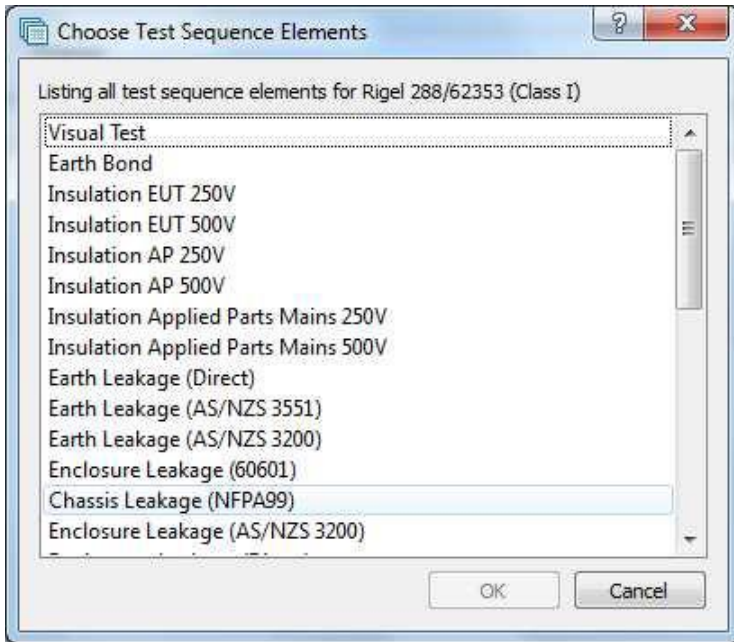 Choose Test Sequence Elements
Listing all test sequence elements for Rigel 288/62353 (Class I)
Visual Test
Earth Bond
Insulation EUT 250V
Insulation EUT 500V
Insulation AP 250V
Insulation AP 500V
Insulation Applied Parts Mains 250V
Insulation Applied Parts Mains 500V
Earth Leakage (Direct)
Earth Leakage (AS/NZS 3551)
Earth Leakage (AS/NZS 3200)
Enclosure Leakage (60601)
Chassis Leakage (NFPA99)
Enclosure Leakage (AS/NZS 3200)
OK Cancel